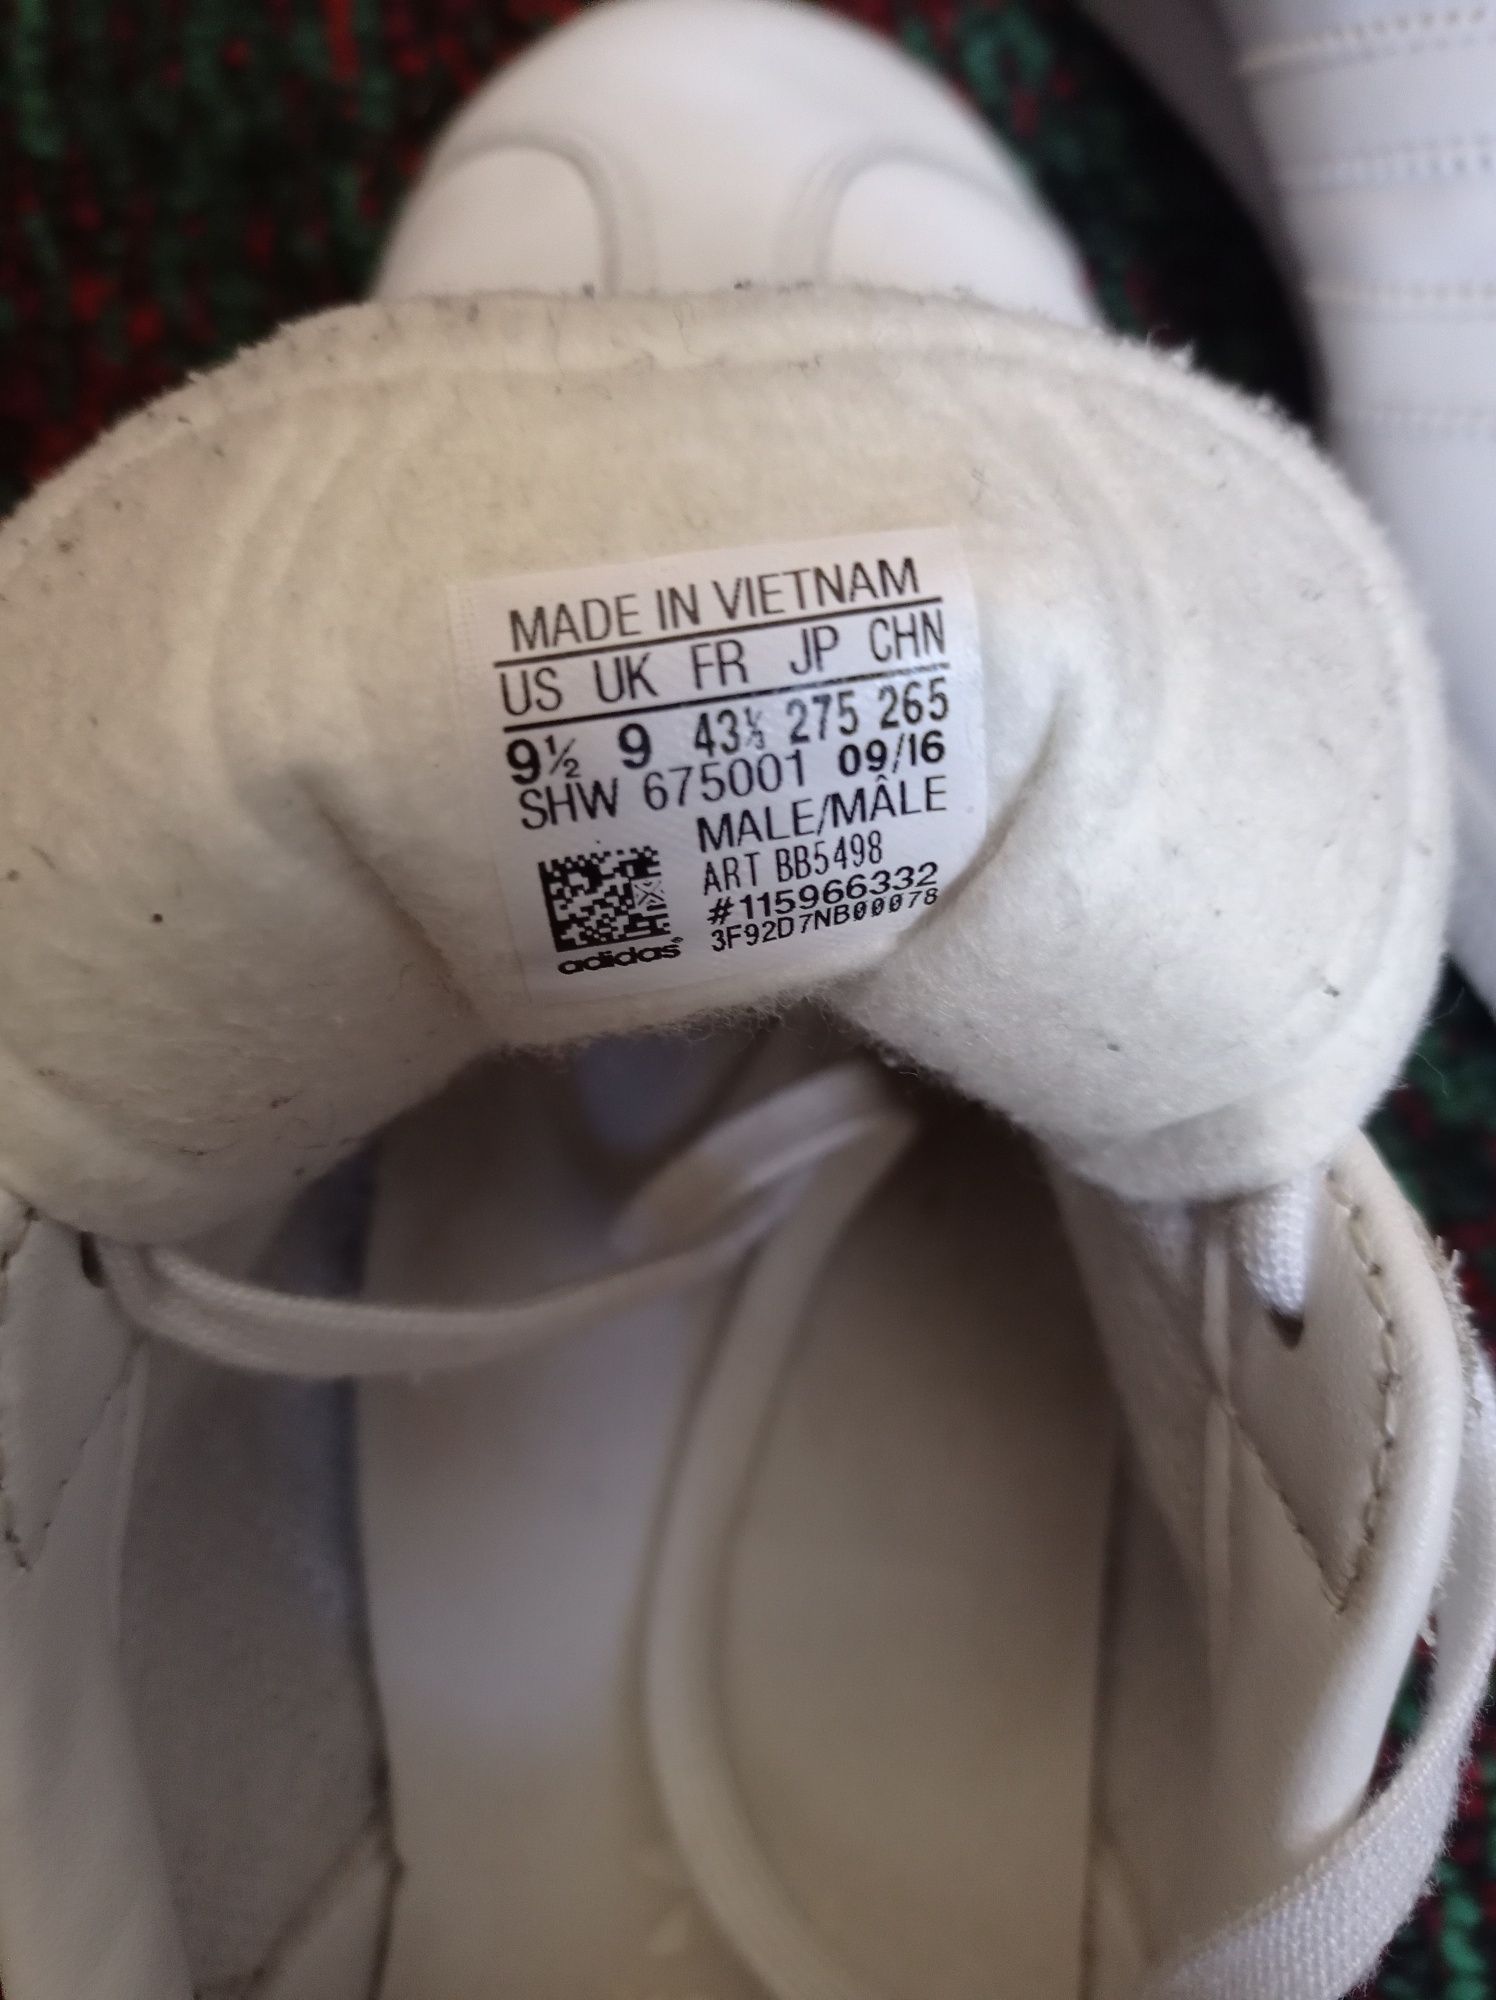 MADE IN VIETNAM
US UK FR JP CHN
9½ 9 43⅓ 275 265
SHW 675001 09/16
MALE/MÂLE
ART BB5498
#115966332
3F92D7NB00078
adidas